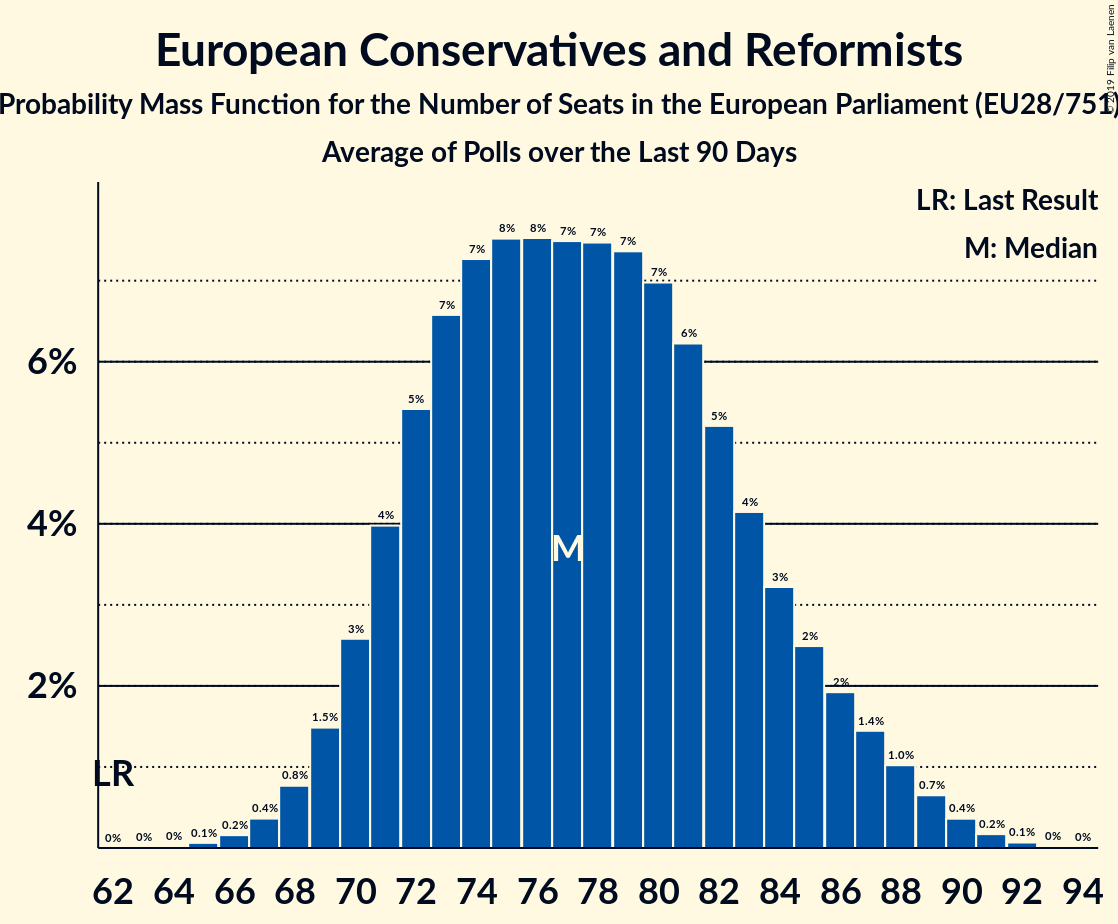 European Conservatives and Reformists
Probability Mass Function for the Number of Seats in the European Parliament (EU28/751)
Average of Polls over the Last 90 Days
© 2019 Filip van Laenen
LR: Last Result
M: Median
8% 8% 7% 7% 7%
7%
7%
7%
6%
6%
5%
5%
4%
4%
4%
M
3%
3%
2%
2%
2%
1.5%
1.4%
1.0%
LR
0.8%
0.7%
0.4%
0.4%
0% 0% 0% 0.1% 0.2%
0.2% 0.1% 0% 0%
62 64 66 68 70 72 74 76 78 80 82 84 86 88 90 92 94